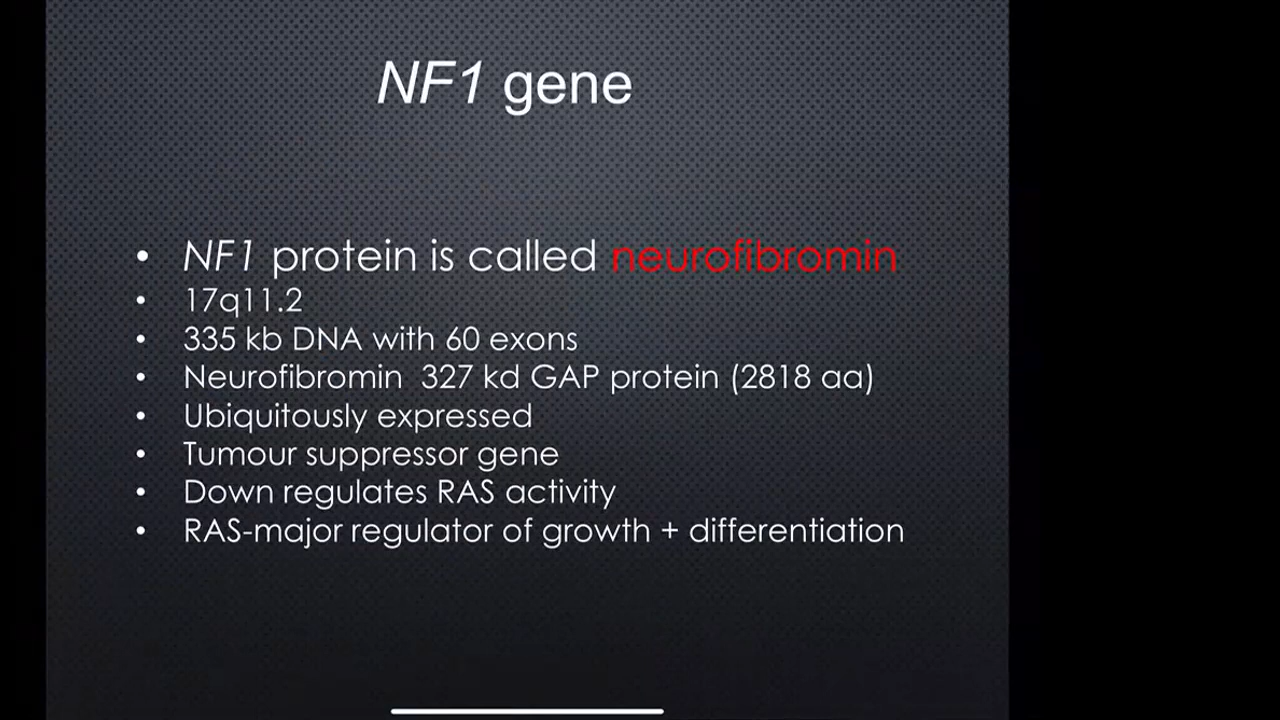 NF1 gene
• NF1 protein is called neurofibromin
• 17q11.2
• 335 kb DNA with 60 exons
• Neurofibromin  327 kd GAP protein (2818 aa)
• Ubiquitously expressed
• Tumour suppressor gene
• Down regulates RAS activity
• RAS-major regulator of growth + differentiation